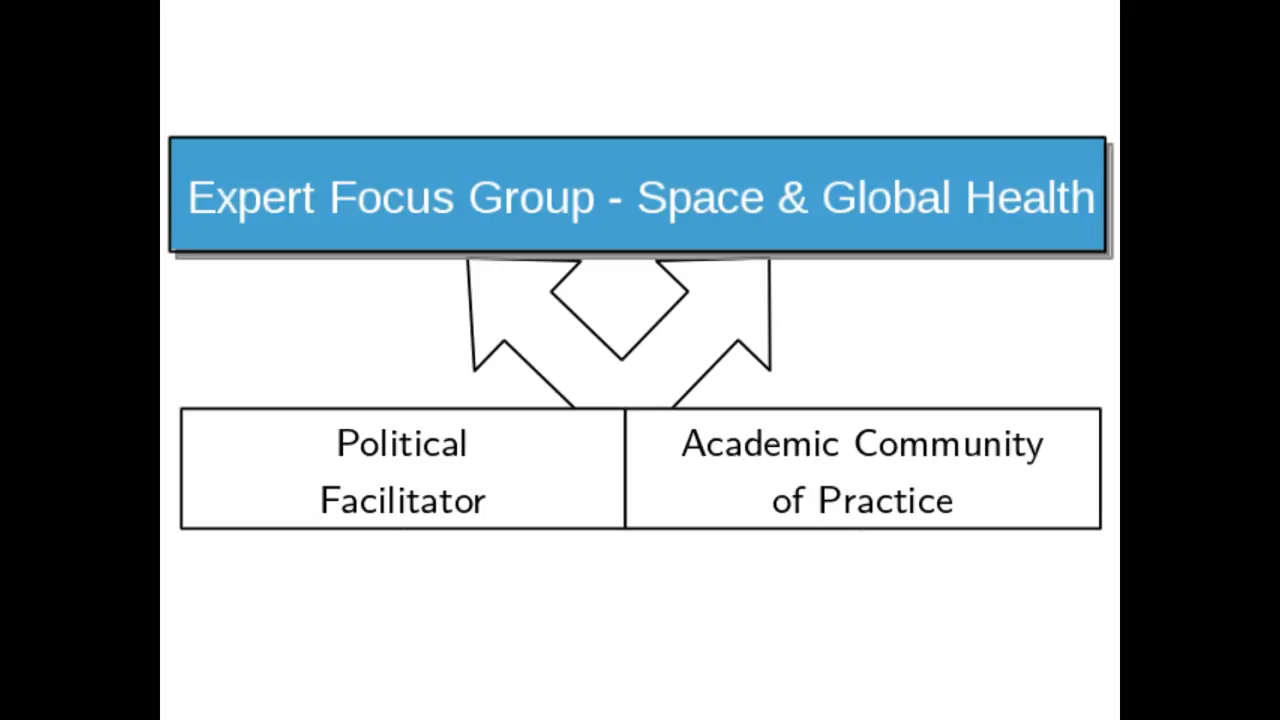 Expert Focus Group - Space & Global Health
Political
Facilitator
Academic Community
of Practice